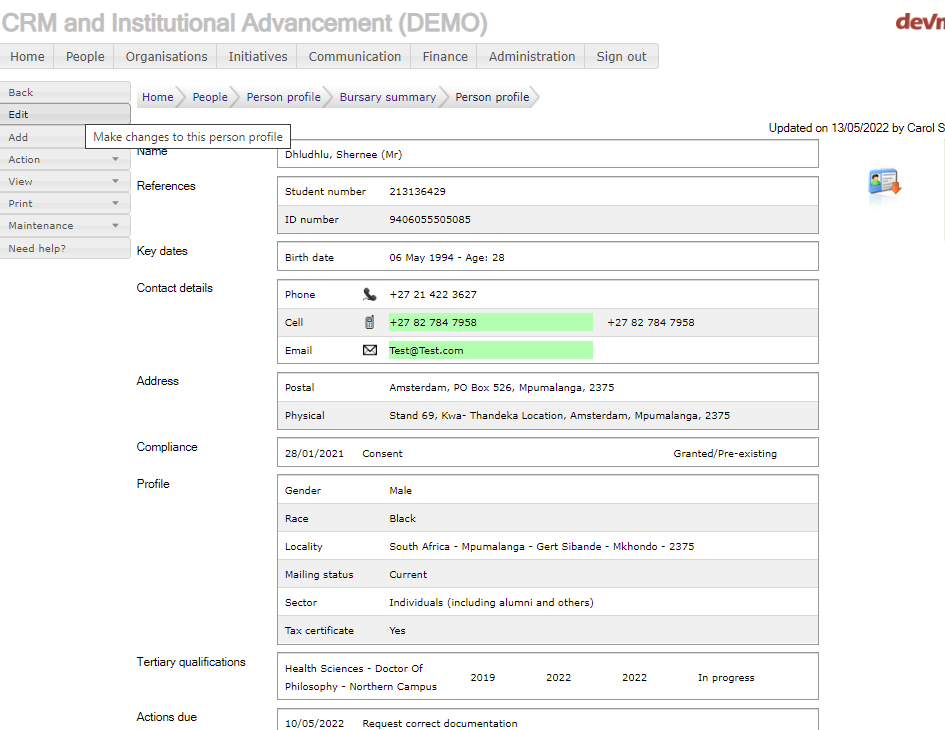 CRM and Institutional Advancement (DEMO)
Home People Organisations Initiatives Communication Finance Administration Sign out
Back
Edit
Add
Action
View
Print
Maintenance
Need help?
Make changes to this person profile
Home People Person profile Bursary summary Person profile
Updated on 13/05/2022 by Carol S
Name Dhludhlu, Shernee (Mr)
References Student number 213136429
ID number 9406055505085
Key dates Birth date 06 May 1994 - Age: 28
Contact details Phone +27 21 422 3627
Cell +27 82 784 7958 +27 82 784 7958
Email Test@Test.com
Address Postal Amsterdam, PO Box 526, Mpumalanga, 2375
Physical Stand 69, Kwa- Thandeka Location, Amsterdam, Mpumalanga, 2375
Compliance 28/01/2021 Consent Granted/Pre-existing
Profile Gender Male
Race Black
Locality South Africa - Mpumalanga - Gert Sibande - Mkhondo - 2375
Mailing status Current
Sector Individuals (including alumni and others)
Tax certificate Yes
Tertiary qualifications Health Sciences - Doctor Of
Philosophy - Northern Campus 2019 2022 2022 In progress
Actions due 10/05/2022 Request correct documentation